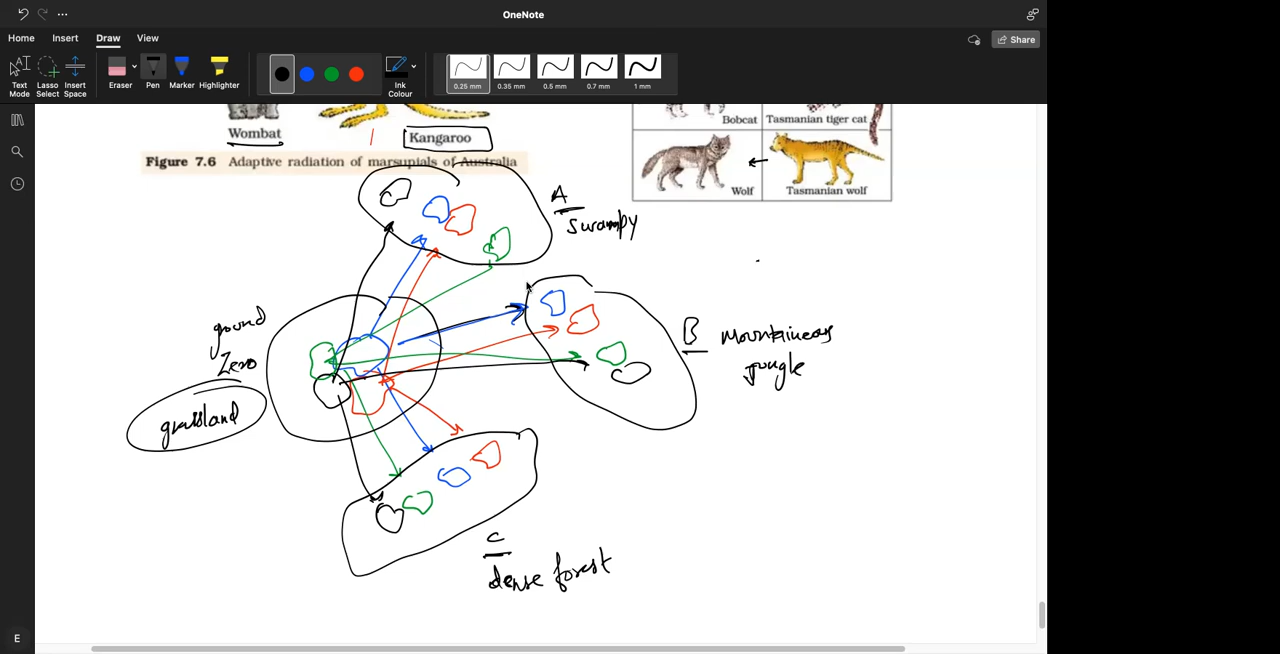 OneNote
Home Insert Draw View
Share
Text Mode
Lasso Select
Insert Space
Eraser
Pen
Marker
Highlighter
Ink Colour
0.25 mm
0.35 mm
0.5 mm
0.7 mm
1 mm
Wombat
Kangaroo
Bobcat
Tasmanian tiger cat
Figure 7.6 Adaptive radiation of marsupials of Australia
Wolf
Tasmanian wolf
A
swampy
ground
zero
grassland
B mountaineous
jungle
C
dense forest
E